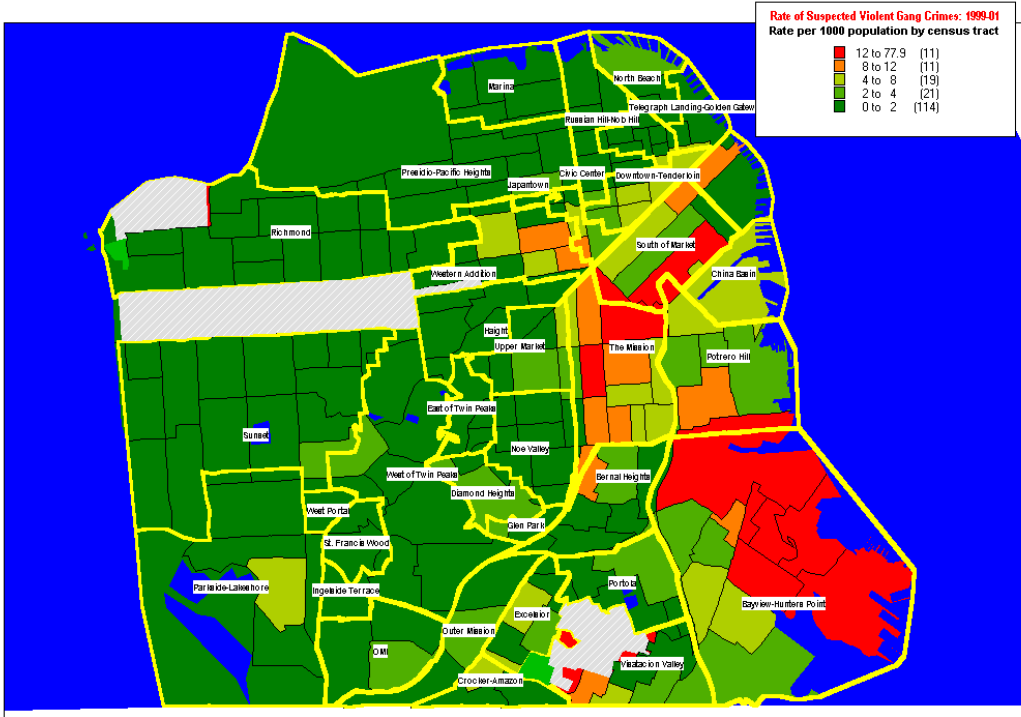 Rate of Suspected Violent Gang Crimes: 1999-01
Rate per 1000 population by census tract
12 to 77.9 (11)
8 to 12 (11)
4 to 8 (19)
2 to 4 (21)
0 to 2 (114)
North Beach
Marina
Telegraph Landing-Golden Gatew
Russian Hill-Nob Hill
Presidio-Pacific Heights
Civic Center
Downtown-Tenderloin
Japantown
Richmond
South of Market
Western Addition
China Basin
Haight
Upper Market
The Mission
Potrero Hill
East of Twin Peaks
Sunset
Noe Valley
West of Twin Peaks
Bernal Heights
Diamond Heights
West Portal
Glen Park
St. Francis Wood
Portola
Parkside-Lakeshore
Ingelside Terrace
Bayview-Hunters Point
Excelsior
Outer Mission
OMI
Visatacion Valley
Crocker-Amazon